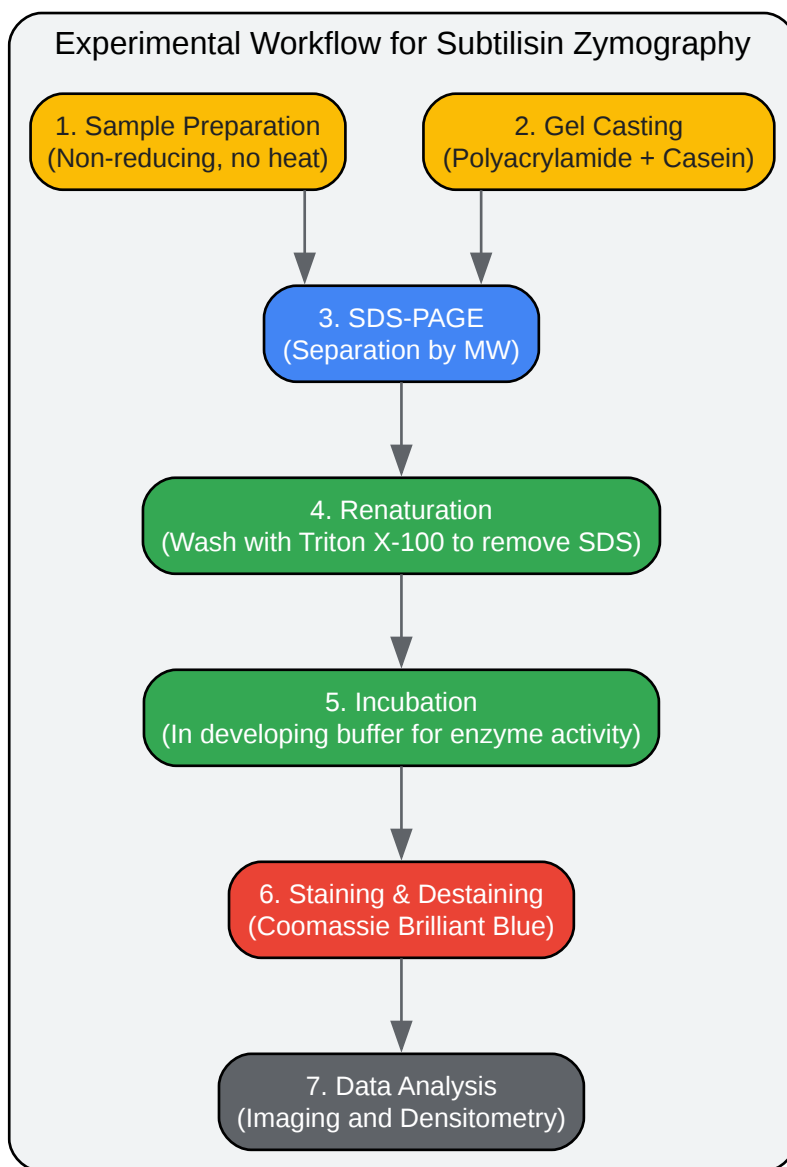 Experimental Workflow for Subtilisin Zymography
1. Sample Preparation
(Non-reducing, no heat)
2. Gel Casting
(Polyacrylamide + Casein)
3. SDS-PAGE
(Separation by MW)
4. Renaturation
(Wash with Triton X-100 to remove SDS)
5. Incubation
(In developing buffer for enzyme activity)
6. Staining & Destaining
(Coomassie Brilliant Blue)
7. Data Analysis
(Imaging and Densitometry)